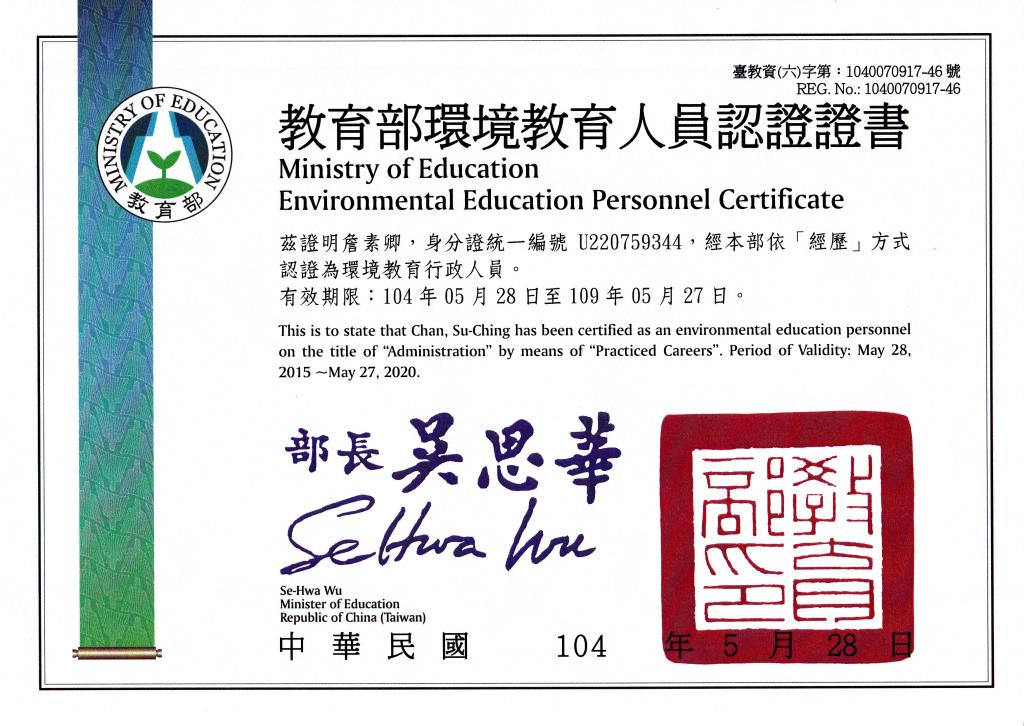 臺教資(六)字第：1040070917-46 號
REG. No.: 1040070917-46
MINISTRY OF EDUCATION
教育部
教育部環境教育人員認證證書
Ministry of Education
Environmental Education Personnel Certificate
茲證明詹素卿，身分證統一編號 U220759344，經本部依「經歷」方式
認證為環境教育行政人員。
有效期限：104 年 05 月 28 日至 109 年 05 月 27 日。
This is to state that Chan, Su-Ching has been certified as an environmental education personnel
on the title of “Administration” by means of “Practiced Careers”. Period of Validity: May 28,
2015 ~May 27, 2020.
部長 吳思華
SeHwa Wu
Se-Hwa Wu
Minister of Education
Republic of China (Taiwan)
中華民國 104 年 5 月 28 日
教育部印